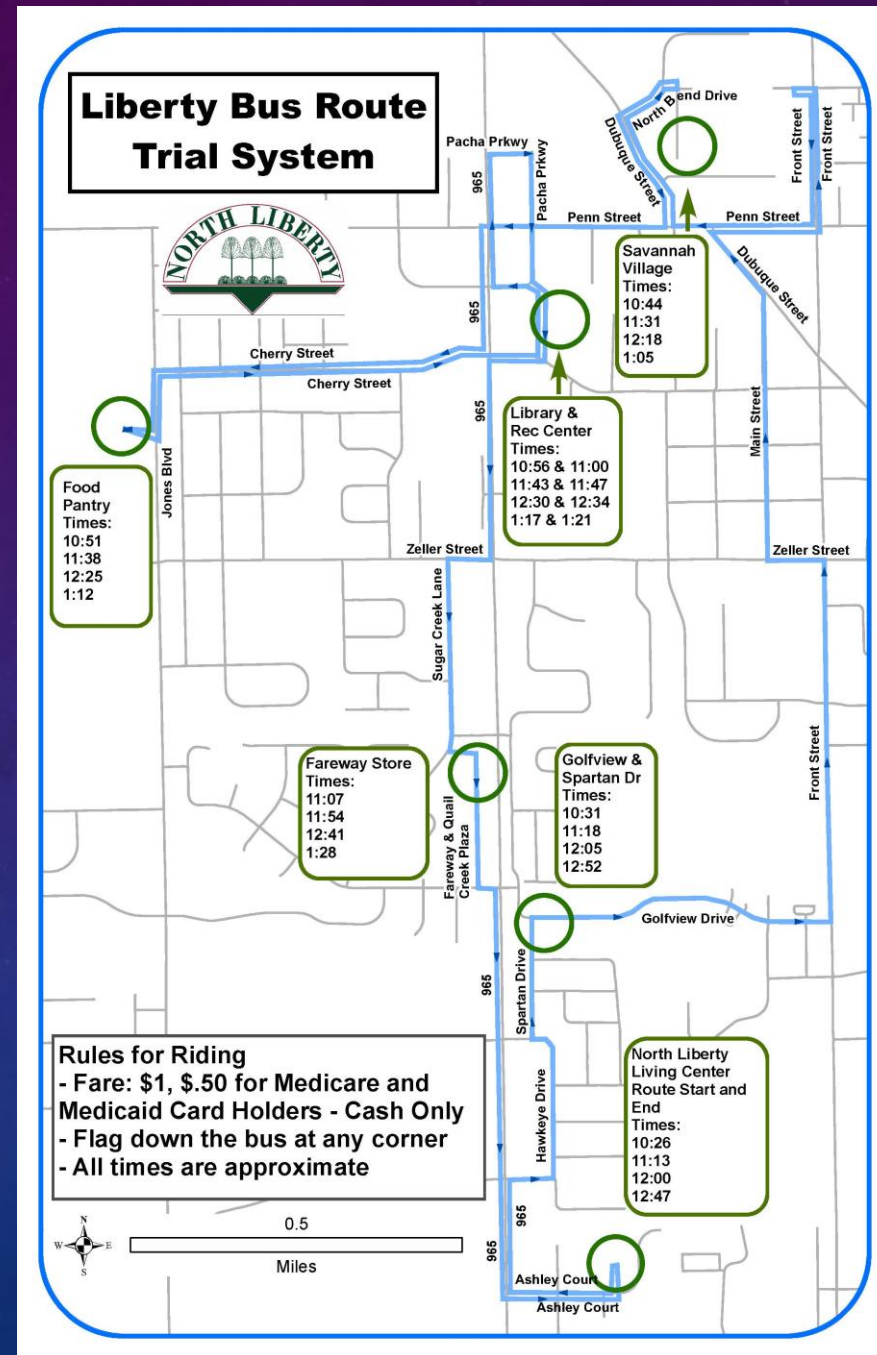 Liberty Bus Route
Trial System
NORTH LIBERTY
Pacha Prkwy
965
Pacha Prkwy
North Bend Drive
Dubuque Street
Front Street
Front Street
Penn Street
Penn Street
Dubuque Street
Savannah
Village
Times:
10:44
11:31
12:18
1:05
965
Cherry Street
Cherry Street
965
Library &
Rec Center
Times:
10:56 & 11:00
11:43 & 11:47
12:30 & 12:34
1:17 & 1:21
Main Street
Jones Blvd
Food
Pantry
Times:
10:51
11:38
12:25
1:12
Zeller Street
Zeller Street
Sugar Creek Lane
Fareway Store
Times:
11:07
11:54
12:41
1:28
Fareway & Quail
Creek Plaza
Golfview &
Spartan Dr
Times:
10:31
11:18
12:05
12:52
Front Street
Golfview Drive
965
Spartan Drive
Rules for Riding
- Fare: $1, $.50 for Medicare and
Medicaid Card Holders - Cash Only
- Flag down the bus at any corner
- All times are approximate
Hawkeye Drive
North Liberty
Living Center
Route Start and
End
Times:
10:26
11:13
12:00
12:47
965
965
N
W
E
S
0.5
Miles
Ashley Court
Ashley Court